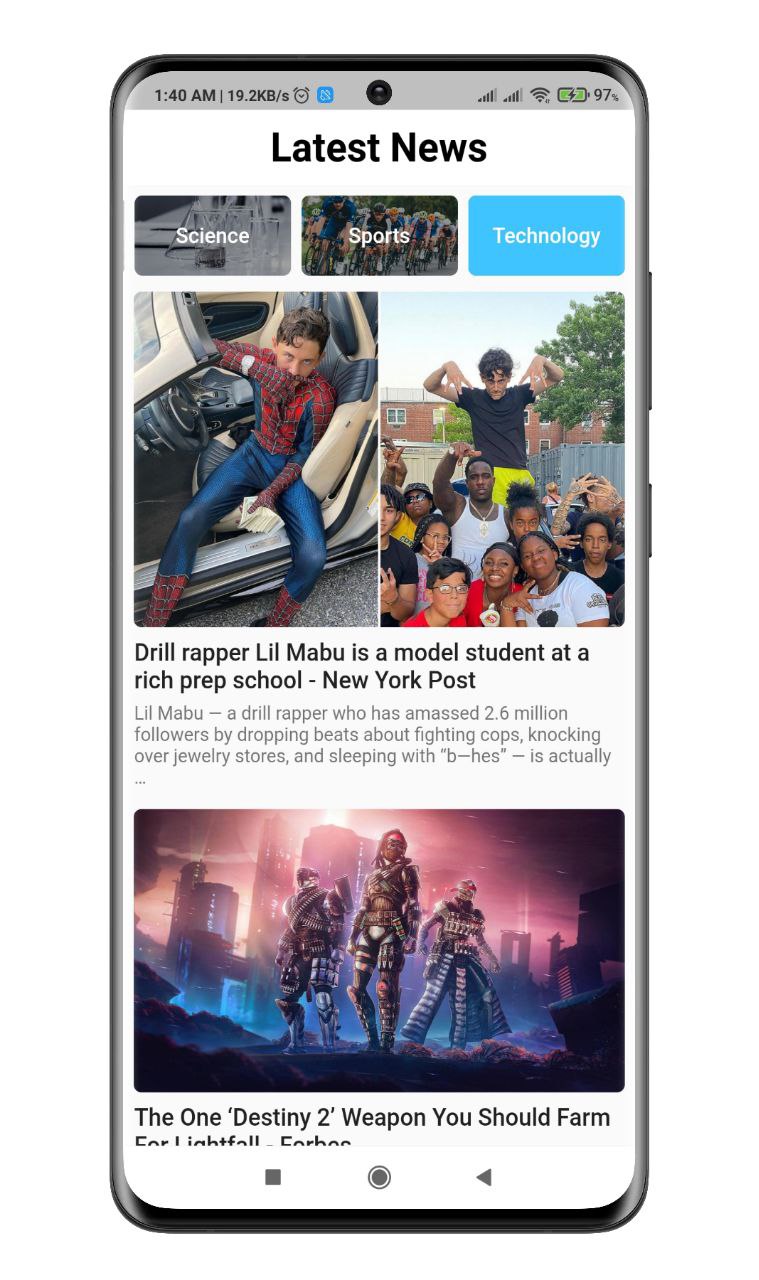 1:40 AM | 19.2KB/s 97%
Latest News
Science Sports Technology
Drill rapper Lil Mabu is a model student at a
rich prep school - New York Post
Lil Mabu — a drill rapper who has amassed 2.6 million
followers by dropping beats about fighting cops, knocking
over jewelry stores, and sleeping with “b—hes” — is actually
…
The One ‘Destiny 2’ Weapon You Should Farm
For Lightfall - Forbes